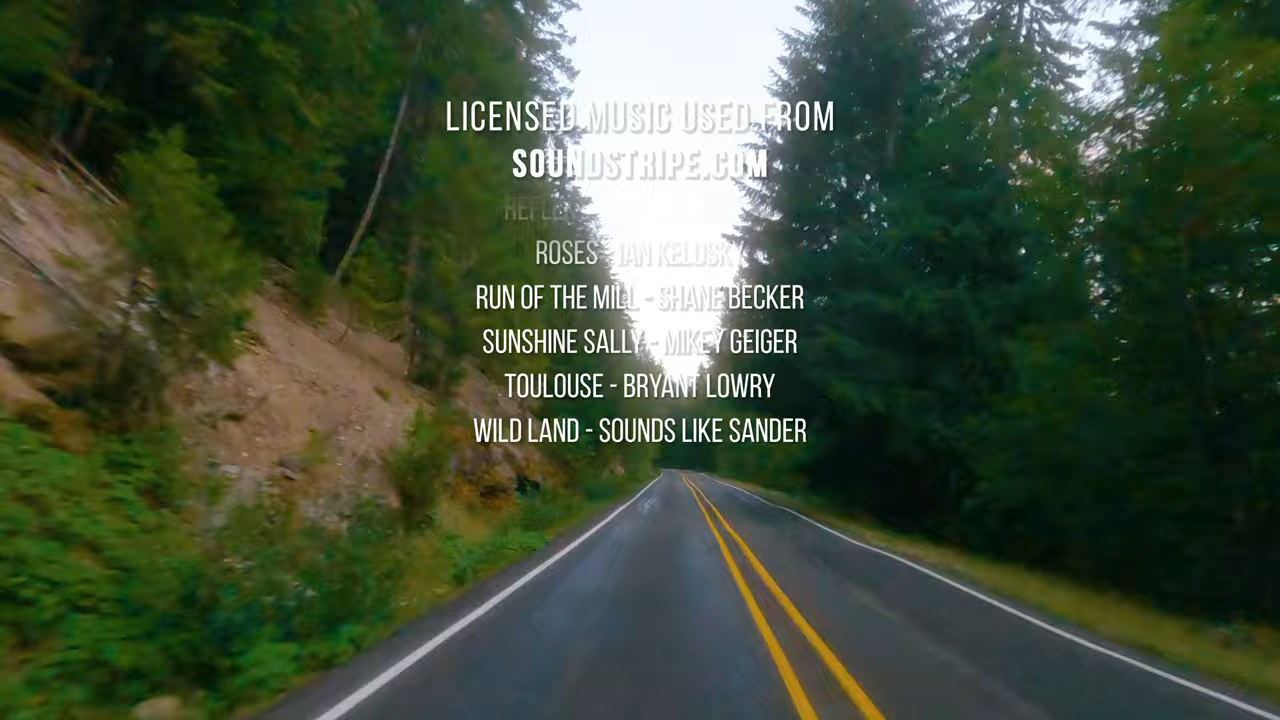 LICENSED MUSIC USED FROM
SOUNDSTRIPE.COM
ROSES - IAN KELOSKY
RUN OF THE MILL - SHANE BECKER
SUNSHINE SALLY - MIKEY GEIGER
TOULOUSE - BRYANT LOWRY
WILD LAND - SOUNDS LIKE SANDER